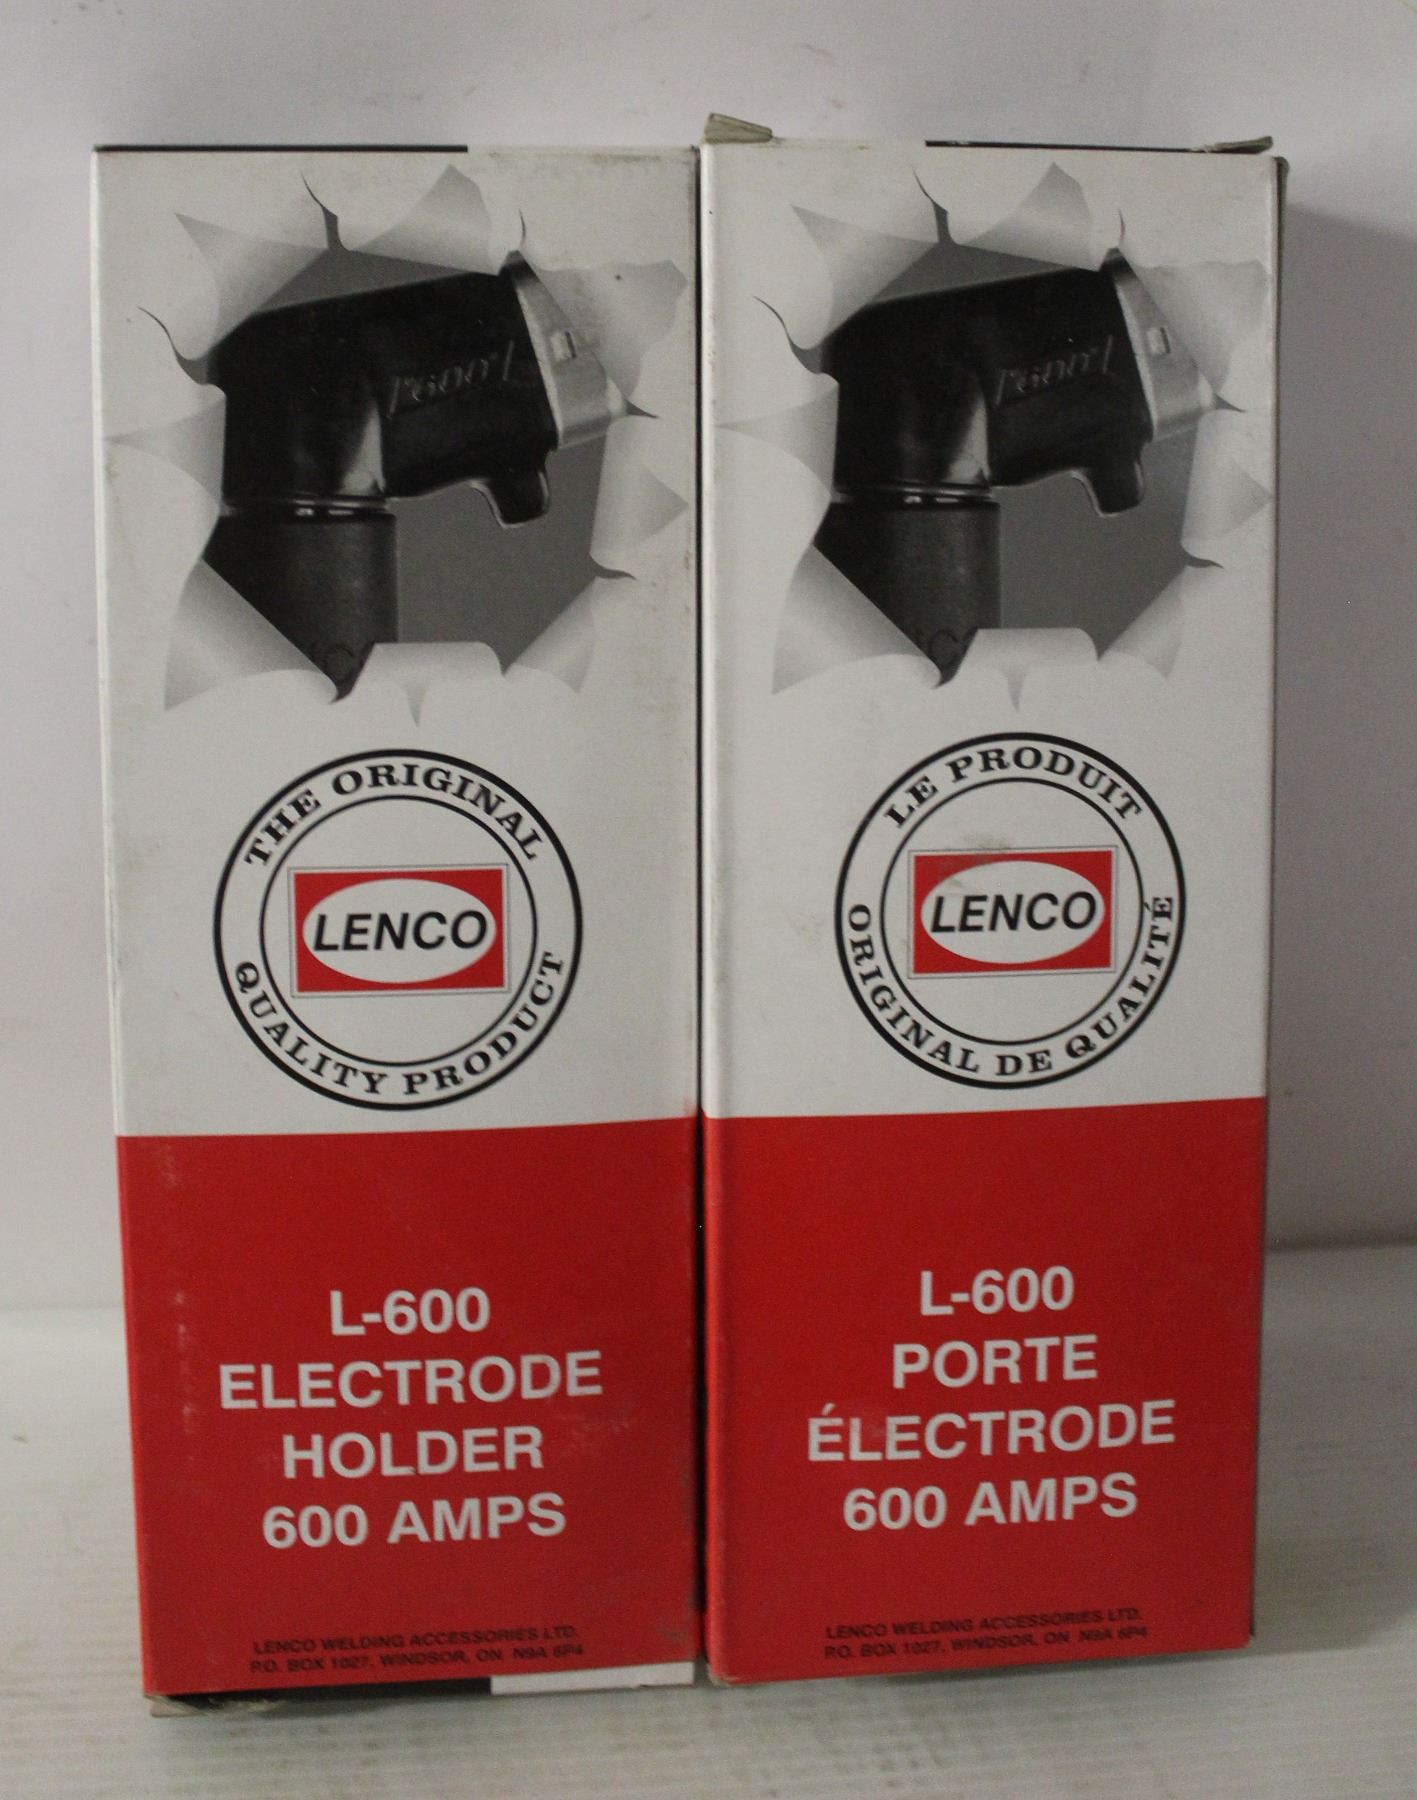 THE ORIGINAL
LENCO
QUALITY PRODUCT
L-600
ELECTRODE
HOLDER
600 AMPS
LENCO WELDING ACCESSORIES LTD.
P.O. BOX 1027, WINDSOR, ON N9A 6P4
LE PRODUIT
LENCO
ORIGINAL DE QUALITÉ
L-600
PORTE
ÉLECTRODE
600 AMPS
LENCO WELDING ACCESSORIES LTD.
P.O. BOX 1027, WINDSOR, ON N9A 6P4